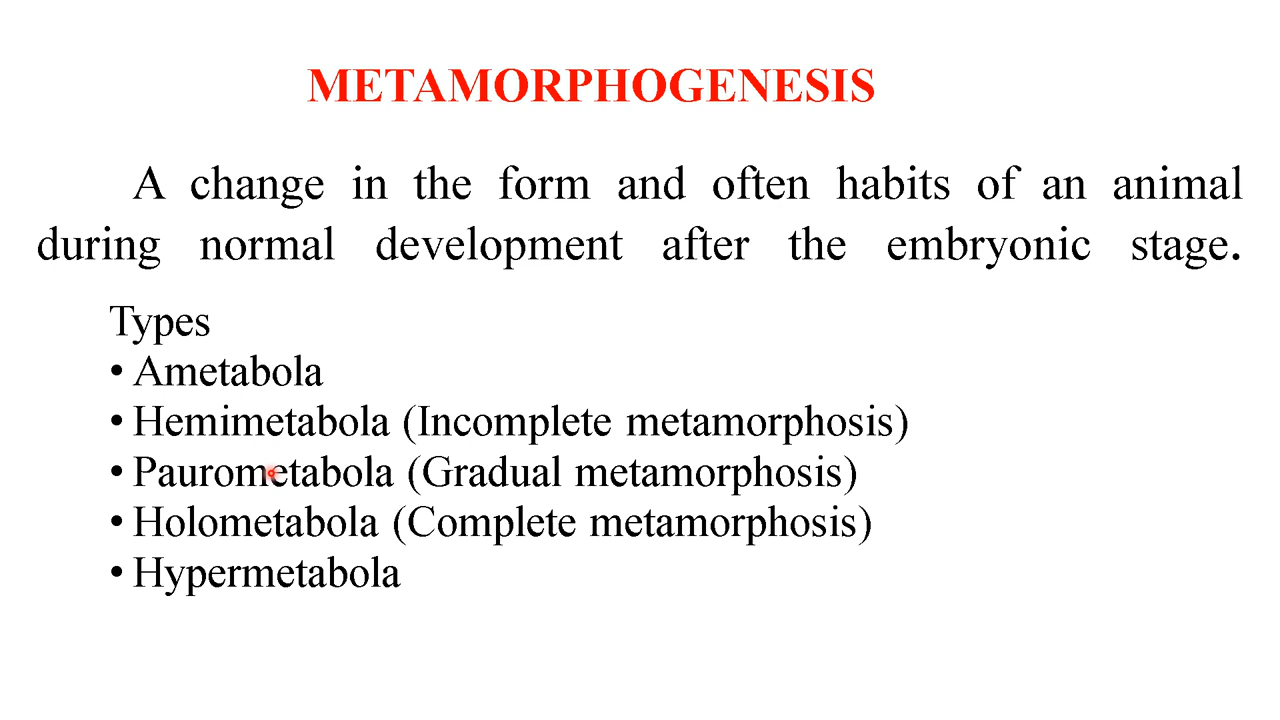 METAMORPHOGENESIS
A change in the form and often habits of an animal
during normal development after the embryonic stage.
Types
• Ametabola
• Hemimetabola (Incomplete metamorphosis)
• Paurometabola (Gradual metamorphosis)
• Holometabola (Complete metamorphosis)
• Hypermetabola